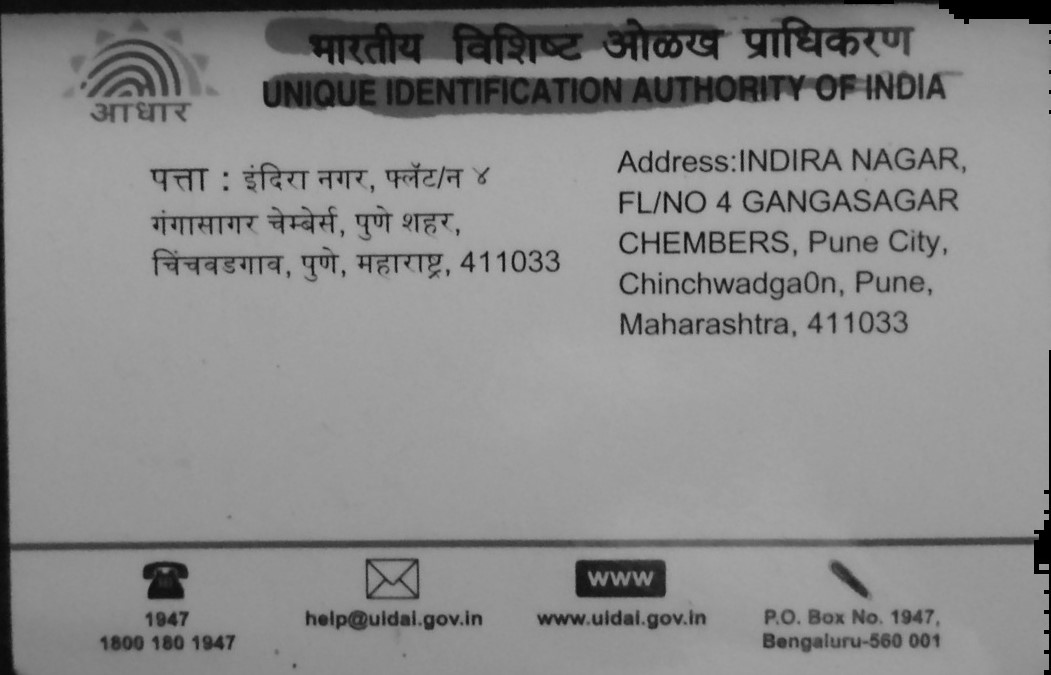 भारतीय विशिष्ट ओळख प्राधिकरण
UNIQUE IDENTIFICATION AUTHORITY OF INDIA
आधार
पत्ता : इंदिरा नगर, फ्लॅट/न ४
गंगासागर चेम्बेर्स, पुणे शहर,
चिंचवडगाव, पुणे, महाराष्ट्र, 411033
Address:INDIRA NAGAR,
FL/NO 4 GANGASAGAR
CHEMBERS, Pune City,
Chinchwadga0n, Pune,
Maharashtra, 411033
1947
1800 180 1947
help@uidai.gov.in
www
www.uidai.gov.in
P.O. Box No. 1947,
Bengaluru-560 001